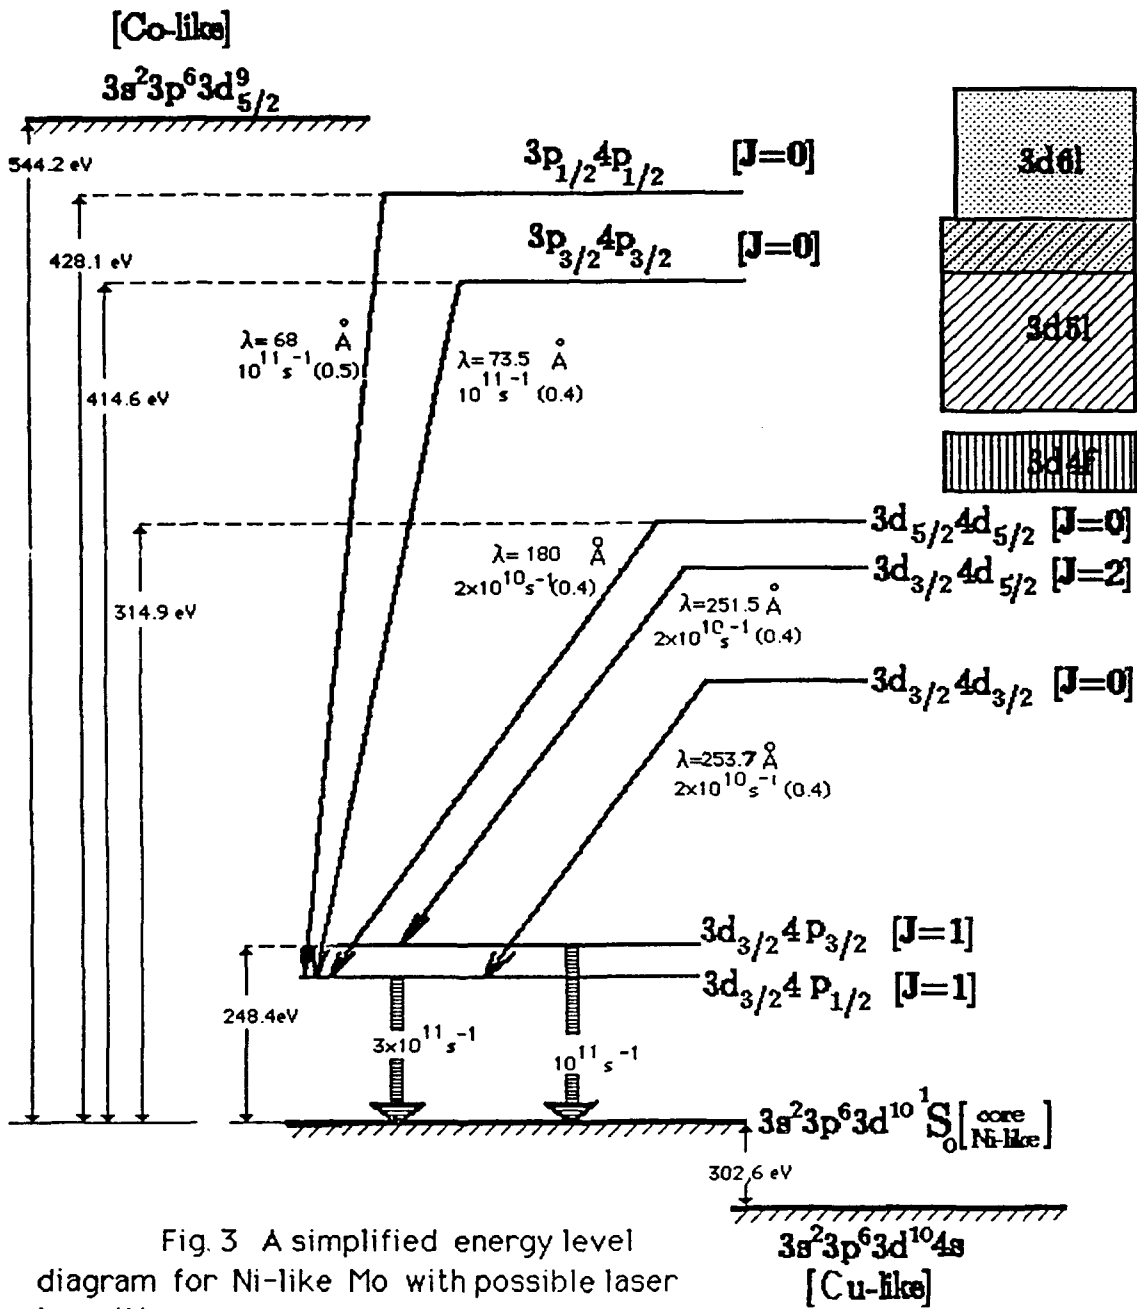 [Co-like]
3s²3p⁶3d⁹₅/₂
544.2 eV
3p₁/₂4p₁/₂ [J=0]
3d6l
428.1 eV
3p₃/₂4p₃/₂ [J=0]
λ=68 Å
10¹¹s⁻¹(0.5)
λ=73.5 Å
10¹¹s⁻¹(0.4)
3d5l
414.6 eV
3d4f
3d₅/₂4d₅/₂ [J=0]
λ=180 Å
2×10¹⁰s⁻¹(0.4)
3d₃/₂4d₅/₂ [J=2]
314.9 eV
λ=251.5 Å
2×10¹⁰s⁻¹(0.4)
3d₃/₂4d₃/₂ [J=0]
λ=253.7 Å
2×10¹⁰s⁻¹(0.4)
3d₃/₂4p₃/₂ [J=1]
3d₃/₂4p₁/₂ [J=1]
248.4eV
3×10¹¹s⁻¹
10¹¹s⁻¹
3s²3p⁶3d¹⁰ ¹S₀[core Ni-like]
302.6 eV
3s²3p⁶3d¹⁰4s
[Cu-like]
Fig. 3 A simplified energy level
diagram for Ni-like Mo with possible laser